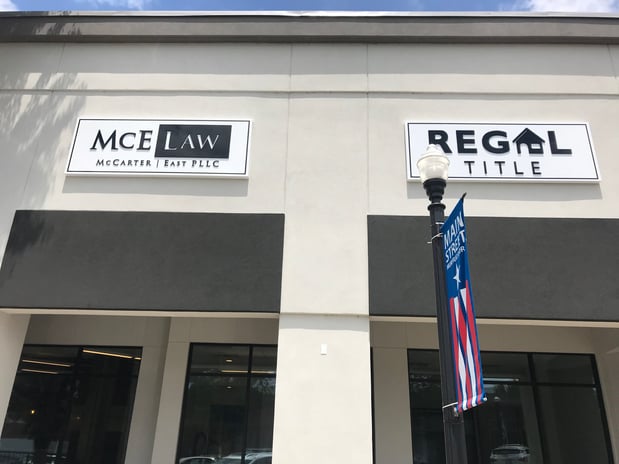 McE LAW
McCARTER | EAST PLLC
REGAL
TITLE
MAIN
STREET